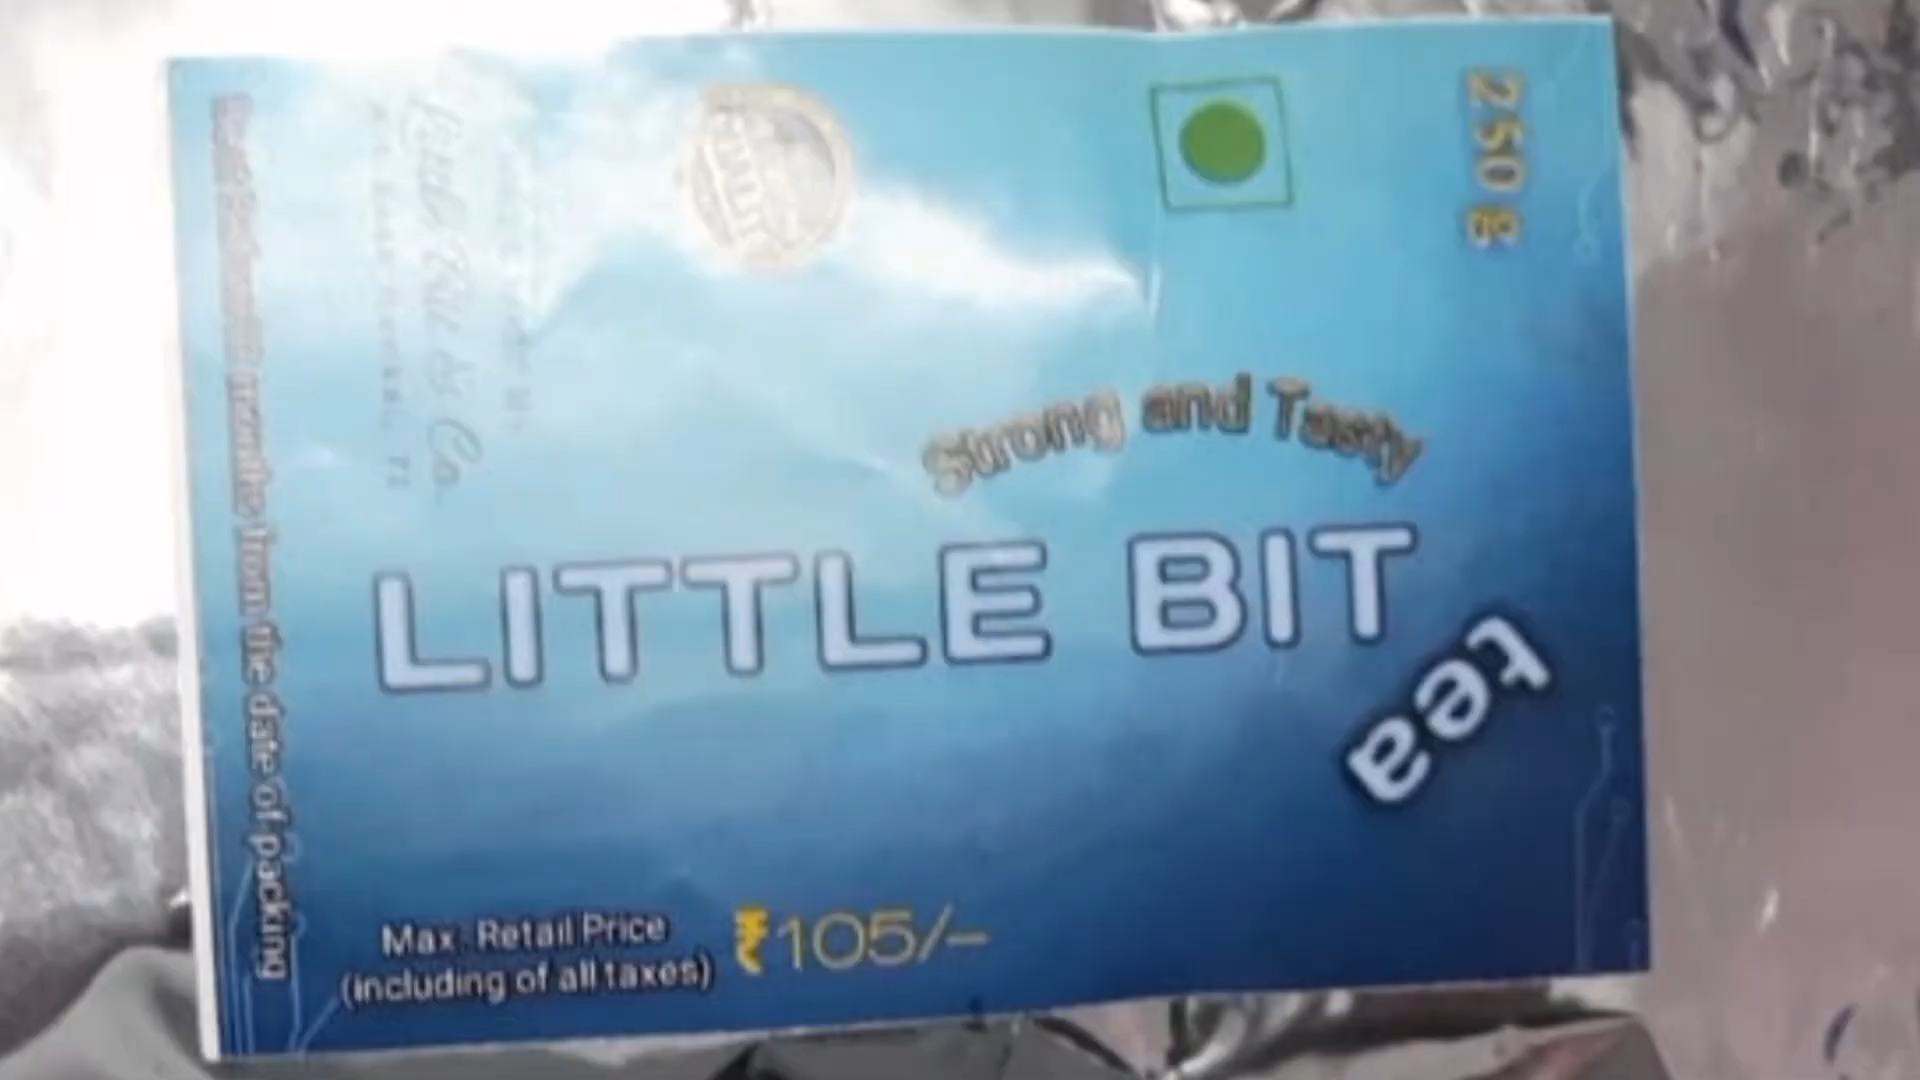 250 g
Strong and Tasty
LITTLE BIT
tea
Max. Retail Price
(including of all taxes)
₹105/-
months from the date of packing